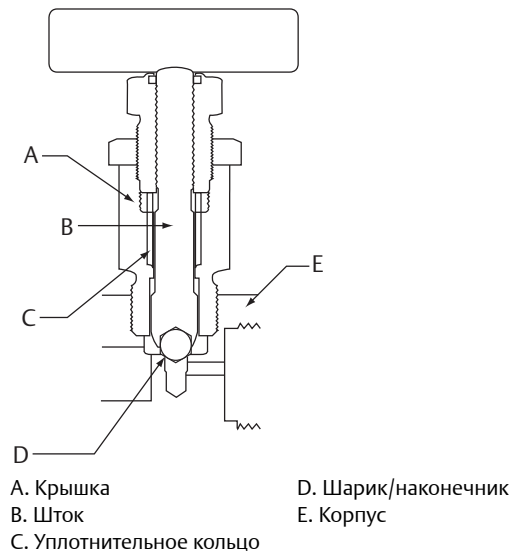 A
B
C
D
E
A. Крышка
B. Шток
C. Уплотнительное кольцо
D. Шарик/наконечник
E. Корпус